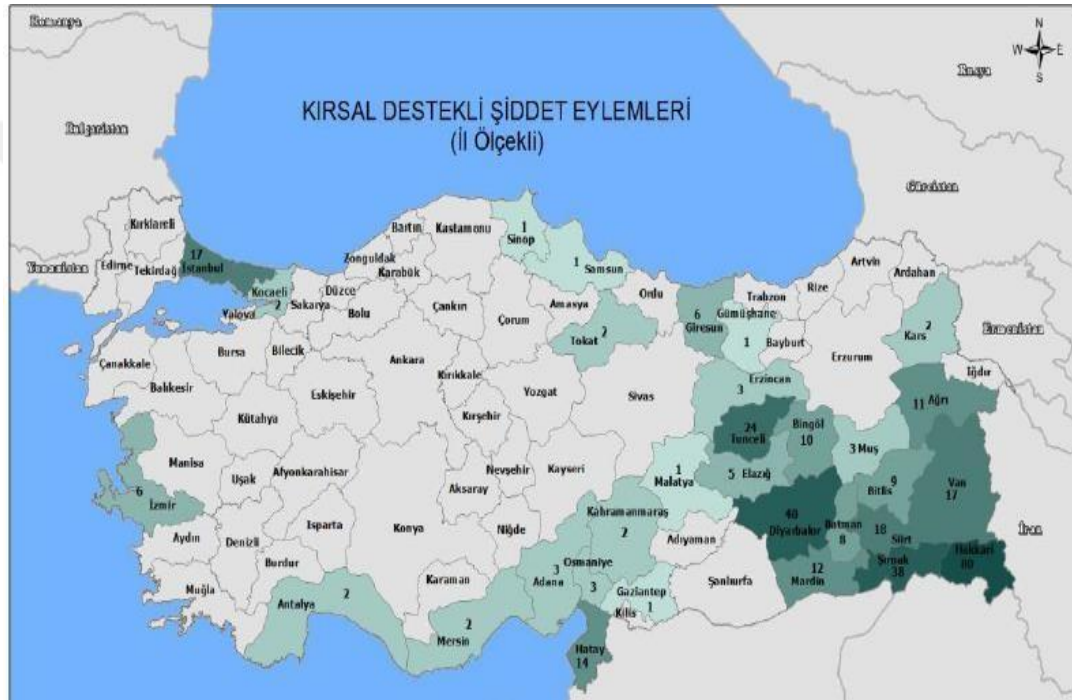 Romanya
N
W E
S
Rusya
KIRSAL DESTEKLİ ŞİDDET EYLEMLERİ
(İl Ölçekli)
Bulgaristan
Gürcistan
Kırklareli
Bartın
Kastamonu
1
Sinop
Yunanistan
Edirne
Tekirdağ
17
İstanbul
Zonguldak
Karabük
1
Samsun
Artvin
Ardahan
Kocaeli
2
Yalova
Sakarya
Düzce
Bolu
Çankırı
Çorum
Amasya
Ordu
6
Giresun
Trabzon
Rize
Gümüşhane
1
Bayburt
Kars
2
Ermenistan
Çanakkale
Bursa
Bilecik
Ankara
Kırıkkale
Tokat
2
Erzurum
Iğdır
Balıkesir
Eskişehir
Yozgat
Sivas
3
Erzincan
11
Ağrı
Kütahya
Kırşehir
24
Tunceli
Bingöl
10
3 Muş
Manisa
Uşak
Afyonkarahisar
Nevşehir
Kayseri
1
Malatya
5
Elazığ
9
Bitlis
Van
17
6
İzmir
Aksaray
Kahramanmaraş
2
40
Diyarbakır
Batman
8
18
Siirt
İran
Aydın
Denizli
Isparta
Konya
Niğde
Adıyaman
Şırnak
38
Hakkari
80
Burdur
Karaman
3
Adana
Osmaniye
3
Gaziantep
1
Şanlıurfa
12
Mardin
Muğla
Antalya
2
2
Mersin
Kilis
Hatay
14